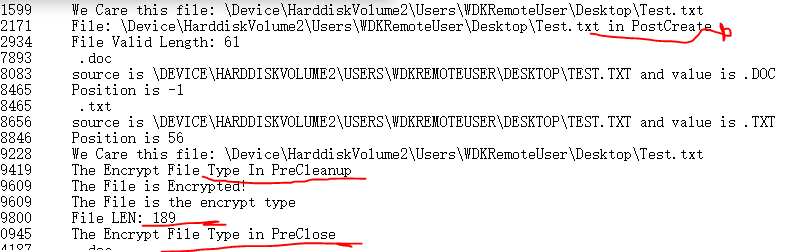 1599 We Care this file: \Device\HarddiskVolume2\Users\WDKRemoteUser\Desktop\Test.txt
2171 File: \Device\HarddiskVolume2\Users\WDKRemoteUser\Desktop\Test.txt in PostCreate
2934 File Valid Length: 61
7893 .doc
8083 source is \DEVICE\HARDDISKVOLUME2\USERS\WDKREMOTEUSER\DESKTOP\TEST.TXT and value is .DOC
8465 Position is -1
8465 .txt
8656 source is \DEVICE\HARDDISKVOLUME2\USERS\WDKREMOTEUSER\DESKTOP\TEST.TXT and value is .TXT
8846 Position is 56
9228 We Care this file: \Device\HarddiskVolume2\Users\WDKRemoteUser\Desktop\Test.txt
9419 The Encrypt File Type In PreCleanup
9609 The File is Encrypted!
9609 The File is the encrypt type
9800 File LEN: 189
0945 The Encrypt File Type in PreClose
4187 .doc